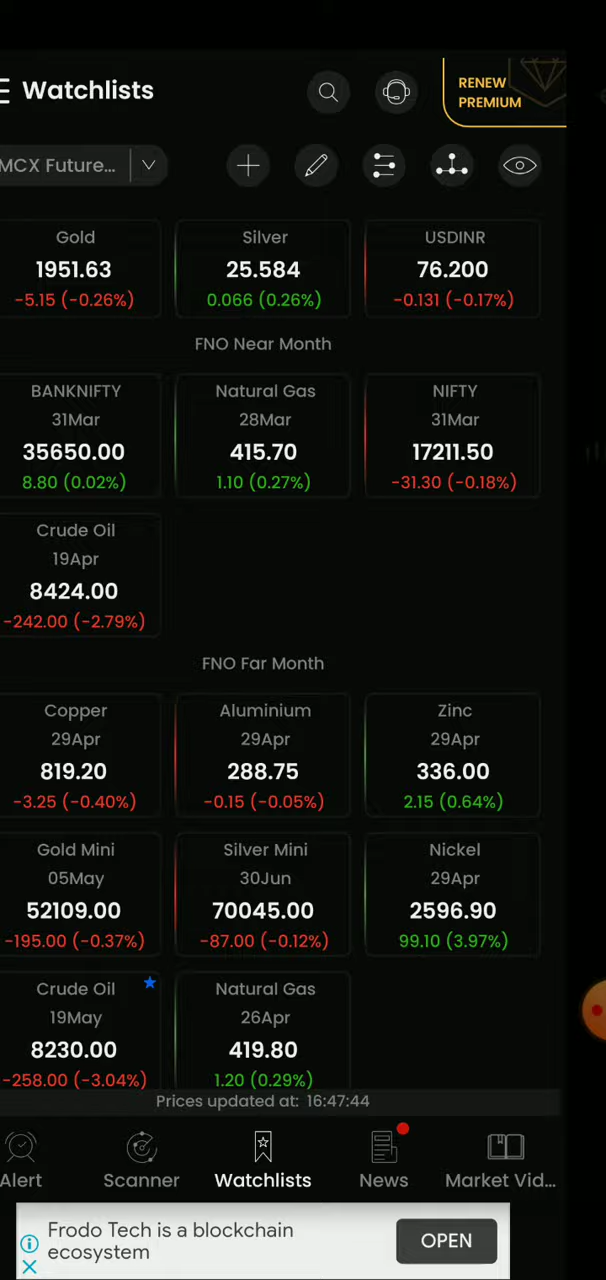 Watchlists
RENEW
PREMIUM
MCX Future...
Gold
1951.63
-5.15 (-0.26%)
Silver
25.584
0.066 (0.26%)
USDINR
76.200
-0.131 (-0.17%)
FNO Near Month
BANKNIFTY
31Mar
35650.00
8.80 (0.02%)
Natural Gas
28Mar
415.70
1.10 (0.27%)
NIFTY
31Mar
17211.50
-31.30 (-0.18%)
Crude Oil
19Apr
8424.00
-242.00 (-2.79%)
FNO Far Month
Copper
29Apr
819.20
-3.25 (-0.40%)
Aluminium
29Apr
288.75
-0.15 (-0.05%)
Zinc
29Apr
336.00
2.15 (0.64%)
Gold Mini
05May
52109.00
-195.00 (-0.37%)
Silver Mini
30Jun
70045.00
-87.00 (-0.12%)
Nickel
29Apr
2596.90
99.10 (3.97%)
Crude Oil
19May
8230.00
-258.00 (-3.04%)
Natural Gas
26Apr
419.80
1.20 (0.29%)
Prices updated at: 16:47:44
Alert
Scanner
Watchlists
News
Market Vid...
Frodo Tech is a blockchain
ecosystem
OPEN